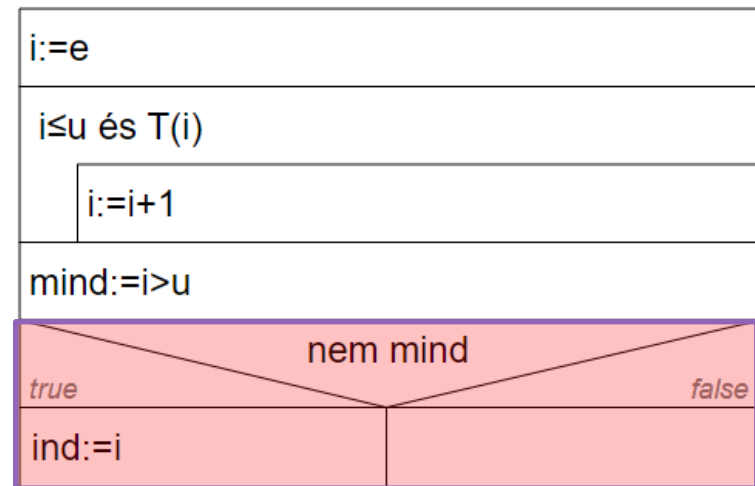 i:=e
i≤u és T(i)
i:=i+1
mind:=i>u
nem mind
true false
ind:=i